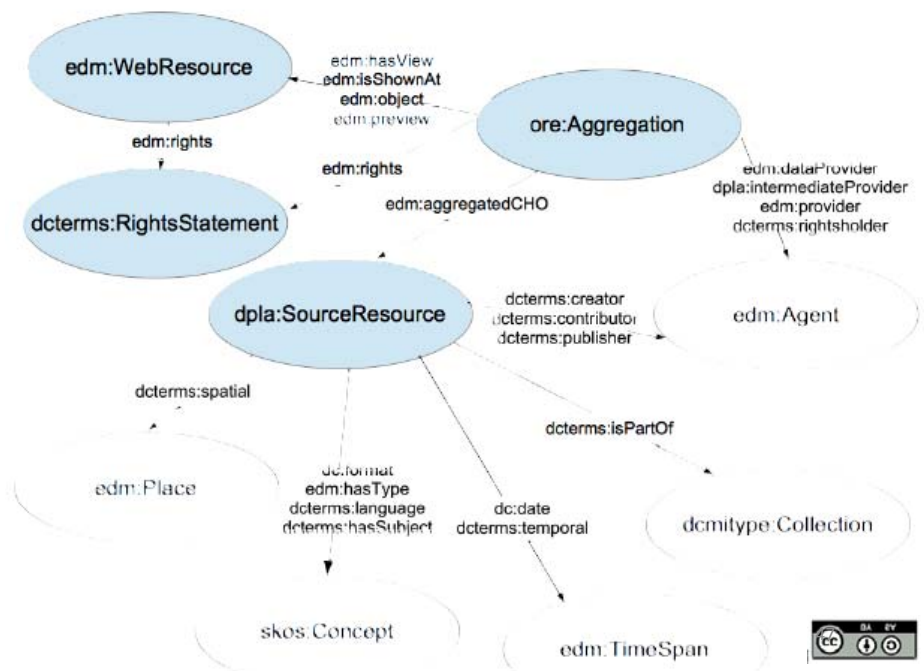 edm:WebResource
edm:hasView
edm:isShownAt
edm:object
edm:preview
ore:Aggregation
edm:rights
edm:rights
dcterms:RightsStatement
edm:aggregatedCHO
edm:dataProvider
dpla:intermediateProvider
edm:provider
dcterms:rightsholder
dpla:SourceResource
dcterms:creator
dcterms:contributor
dcterms:publisher
edm:Agent
dcterms:spatial
dcterms:isPartOf
edm:Place
dc:format
edm:hasType
dcterms:language
dcterms:hasSubject
dc:date
dcterms:temporal
dcmitype:Collection
skos:Concept
edm:TimeSpan
cc
BY SA